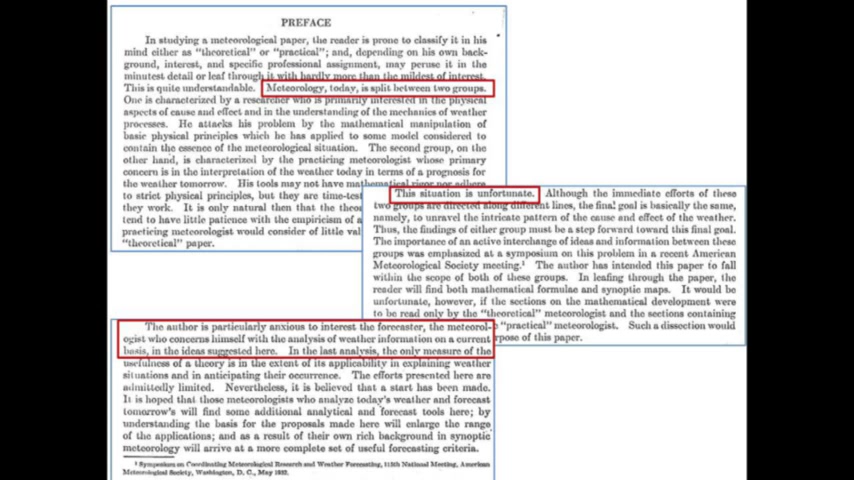 PREFACE
In studying a meteorological paper, the reader is prone to classify it in his
mind either as "theoretical" or "practical"; and, depending on his own back-
ground, interest, and specific professional assignment, may peruse it in the
minutest detail or leaf through it with hardly more than the mildest of interest.
This is quite understandable. Meteorology, today, is split between two groups.
One is characterized by a researcher who is primarily interested in the physical
aspects of cause and effect and in the understanding of the mechanics of weather
processes. He attacks his problem by the mathematical manipulation of
basic physical principles which he has applied to some model considered to
contain the essence of the meteorological situation. The second group, on the
other hand, is characterized by the practicing meteorologist whose primary
concern is in the interpretation of the weather today in terms of a prognosis for
the weather tomorrow. His tools may not have mathematical rigor nor adhere
to strict physical principles, but they are time-test
they work. It is only natural then that the theor
tend to have little patience with the empiricism of a
practicing meteorologist would consider of little val
"theoretical" paper.
This situation is unfortunate. Although the immediate efforts of these
two groups are directed along different lines, the final goal is basically the same,
namely, to unravel the intricate pattern of the cause and effect of the weather.
Thus, the findings of either group must be a step forward toward this final goal.
The importance of an active interchange of ideas and information between these
groups was emphasized at a symposium on this problem in a recent American
Meteorological Society meeting.¹ The author has intended this paper to fall
within the scope of both of these groups. In leafing through the paper, the
reader will find both mathematical formulae and synoptic maps. It would be
unfortunate, however, if the sections on the mathematical development were
to be read only by the "theoretical" meteorologist and the sections containing
"practical" meteorologist. Such a dissection would
rpose of this paper.
The author is particularly anxious to interest the forecaster, the meteorol-
ogist who concerns himself with the analysis of weather information on a current
basis, in the ideas suggested here. In the last analysis, the only measure of the
usefulness of a theory is in the extent of its applicability in explaining weather
situations and in anticipating their occurrence. The efforts presented here are
admittedly limited. Nevertheless, it is believed that a start has been made.
It is hoped that those meteorologists who analyze today's weather and forecast
tomorrow's will find some additional analytical and forecast tools here; by
understanding the basis for the proposals made here will enlarge the range
of the applications; and as a result of their own rich background in synoptic
meteorology will arrive at a more complete set of useful forecasting criteria.
¹ Symposium on Coordinating Meteorological Research and Weather Forecasting, National Meeting, American
Meteorological Society, Washington, D. C., May